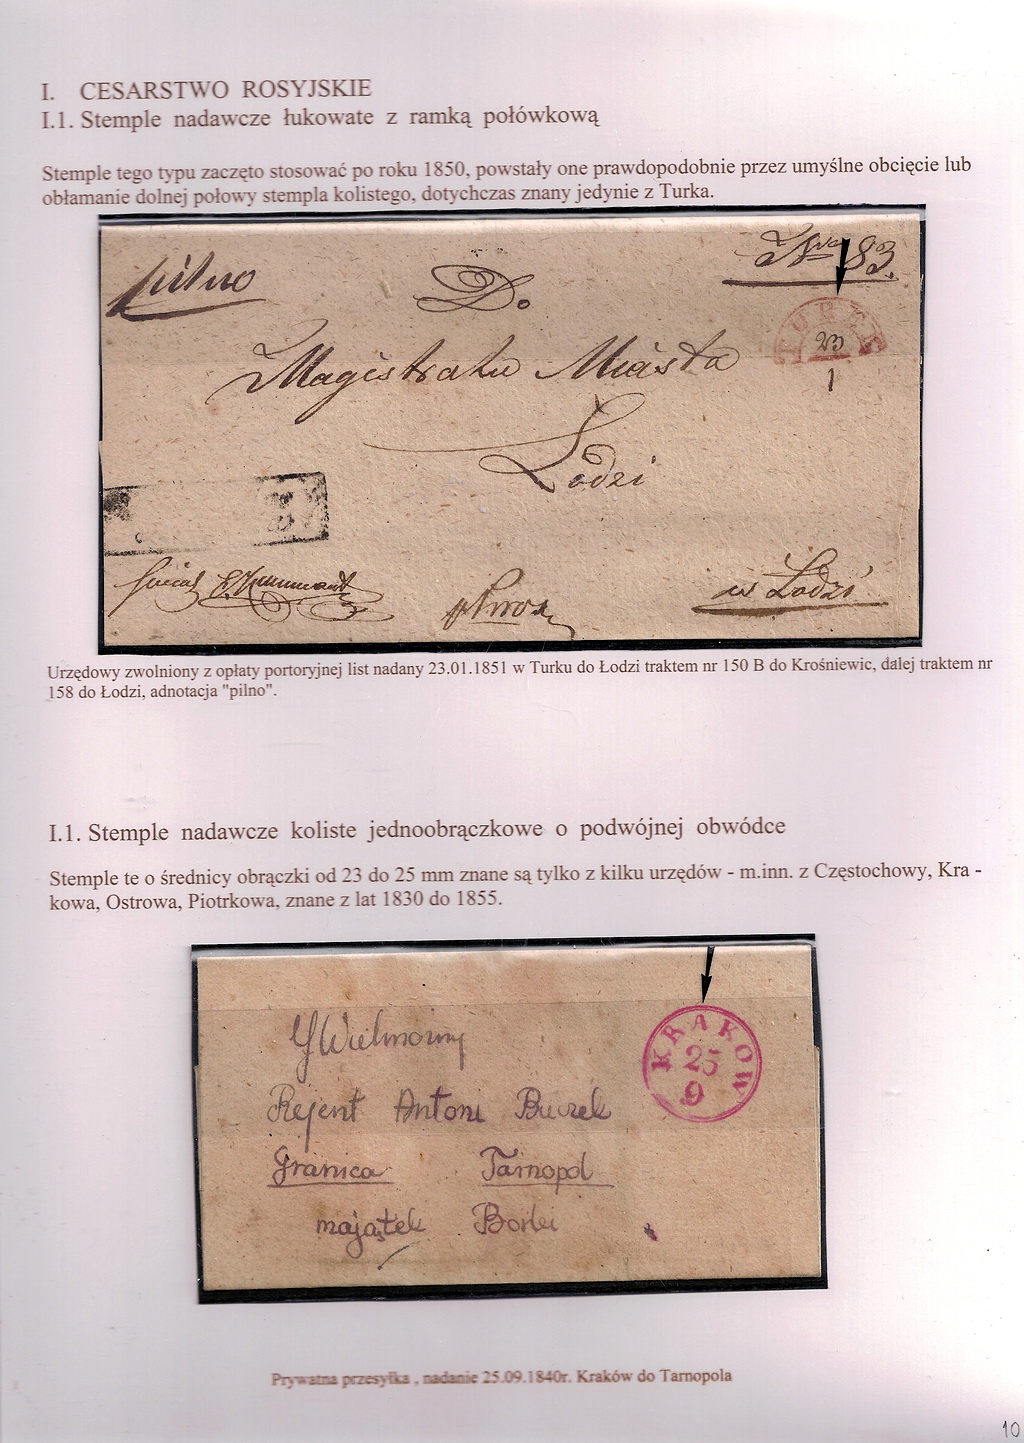 I. CESARSTWO ROSYJSKIE
I.1. Stemple nadawcze łukowate z ramką połówkową
Stemple tego typu zaczęto stosować po roku 1850, powstały one prawdopodobnie przez umyślne obcięcie lub
obłamanie dolnej połowy stempla kolistego, dotychczas znany jedynie z Turka.
pilno
D.
183.
TUREK
23
1
Magistratu Miasta
Łodzi
w Łodzi
Urzędowy zwolniony z opłaty portoryjnej list nadany 23.01.1851 w Turku do Łodzi traktem nr 150 B do Krośniewic, dalej traktem nr
158 do Łodzi, adnotacja "pilno".
I.1. Stemple nadawcze koliste jednoobrączkowe o podwójnej obwódce
Stemple te o średnicy obrączki od 23 do 25 mm znane są tylko z kilku urzędów - m.inn. z Częstochowy, Kra -
kowa, Ostrowa, Piotrkowa, znane z lat 1830 do 1855.
KRAKOW
25
9
Wielmożny
Rejent Antoni Buczek
Granica Tarnopol
majątek Borki
Prywatna przesyłka , nadanie 25.09.1840r. Kraków do Tarnopola
10